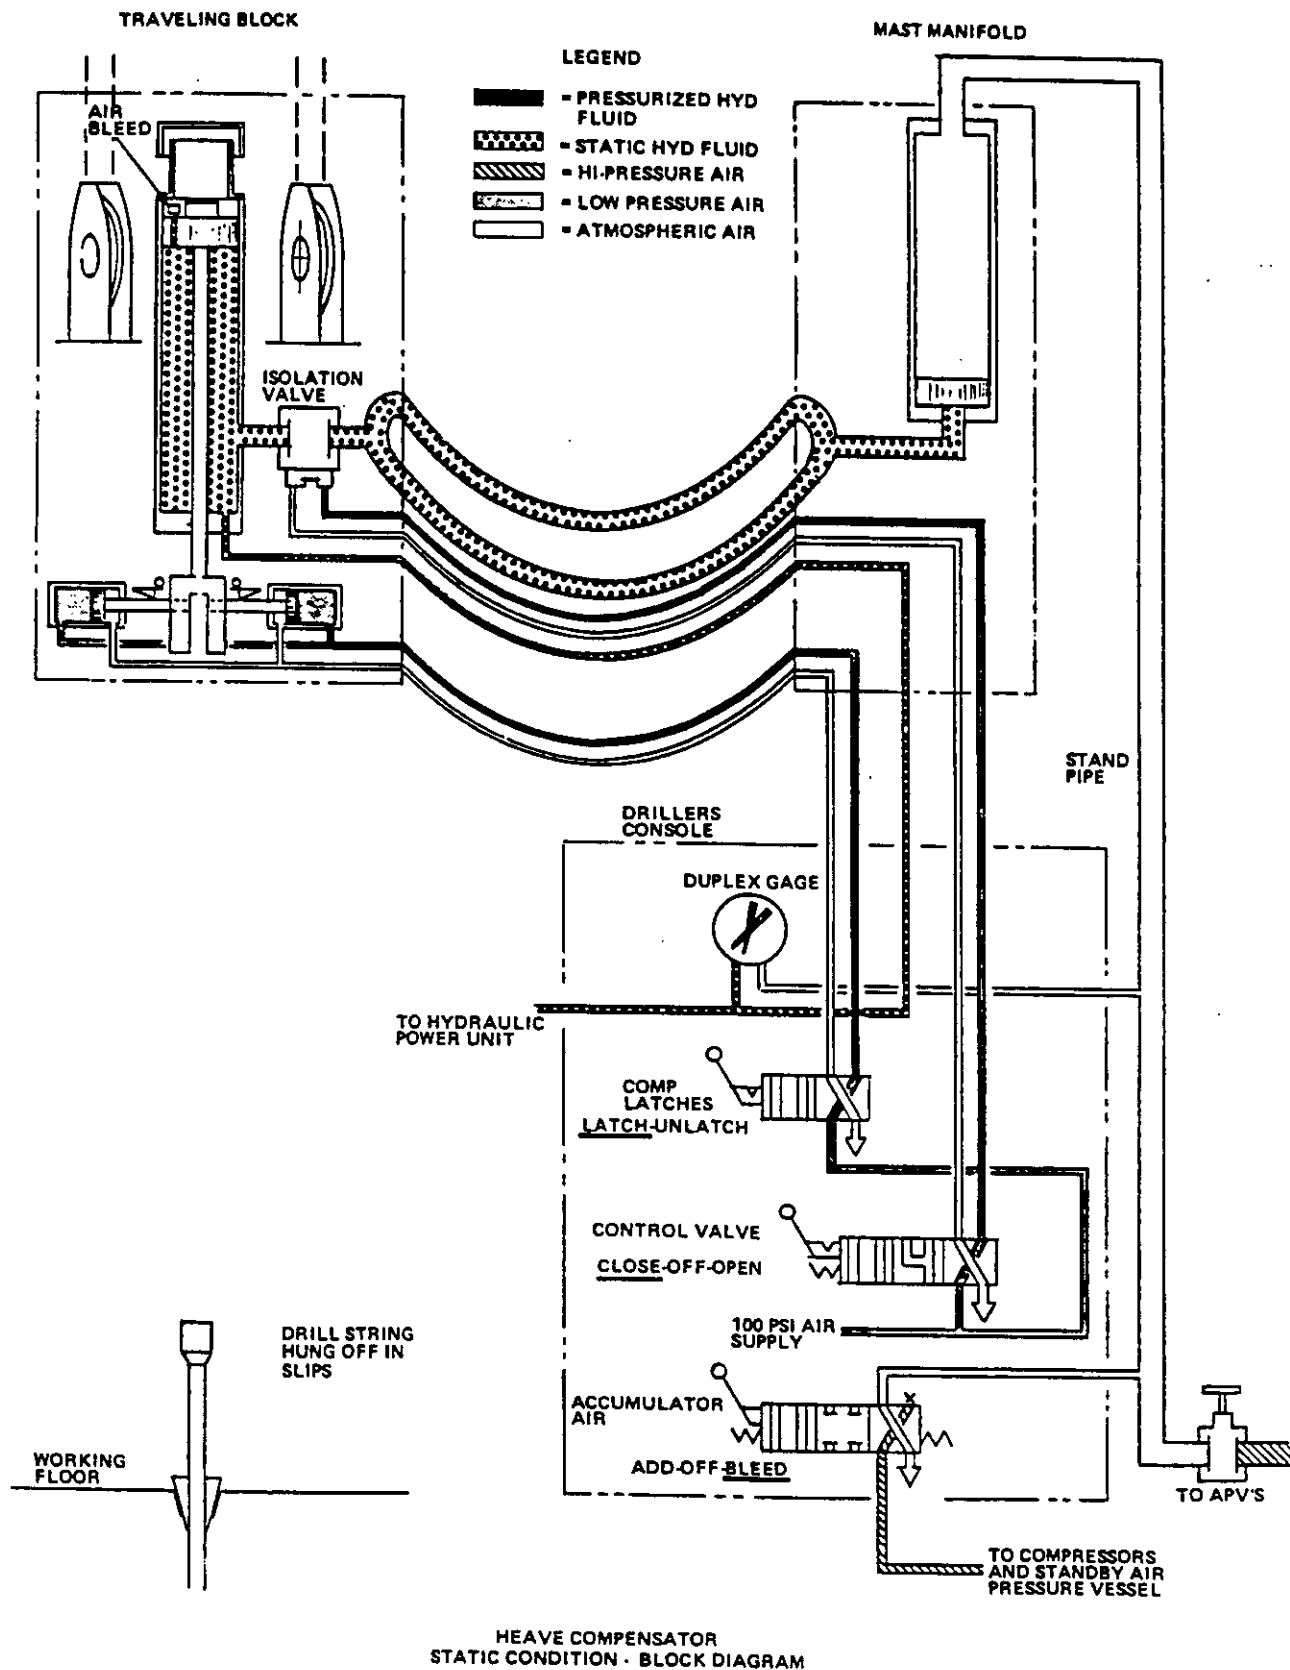 TRAVELING BLOCK
MAST MANIFOLD
LEGEND
= PRESSURIZED HYD
FLUID
= STATIC HYD FLUID
= HI-PRESSURE AIR
= LOW PRESSURE AIR
= ATMOSPHERIC AIR
AIR
BLEED
ISOLATION
VALVE
STAND
PIPE
DRILLERS
CONSOLE
DUPLEX GAGE
TO HYDRAULIC
POWER UNIT
COMP
LATCHES
LATCH-UNLATCH
CONTROL VALVE
CLOSE-OFF-OPEN
100 PSI AIR
SUPPLY
ACCUMULATOR
AIR
ADD-OFF-BLEED
TO APV'S
TO COMPRESSORS
AND STANDBY AIR
PRESSURE VESSEL
DRILL STRING
HUNG OFF IN
SLIPS
WORKING
FLOOR
HEAVE COMPENSATOR
STATIC CONDITION - BLOCK DIAGRAM